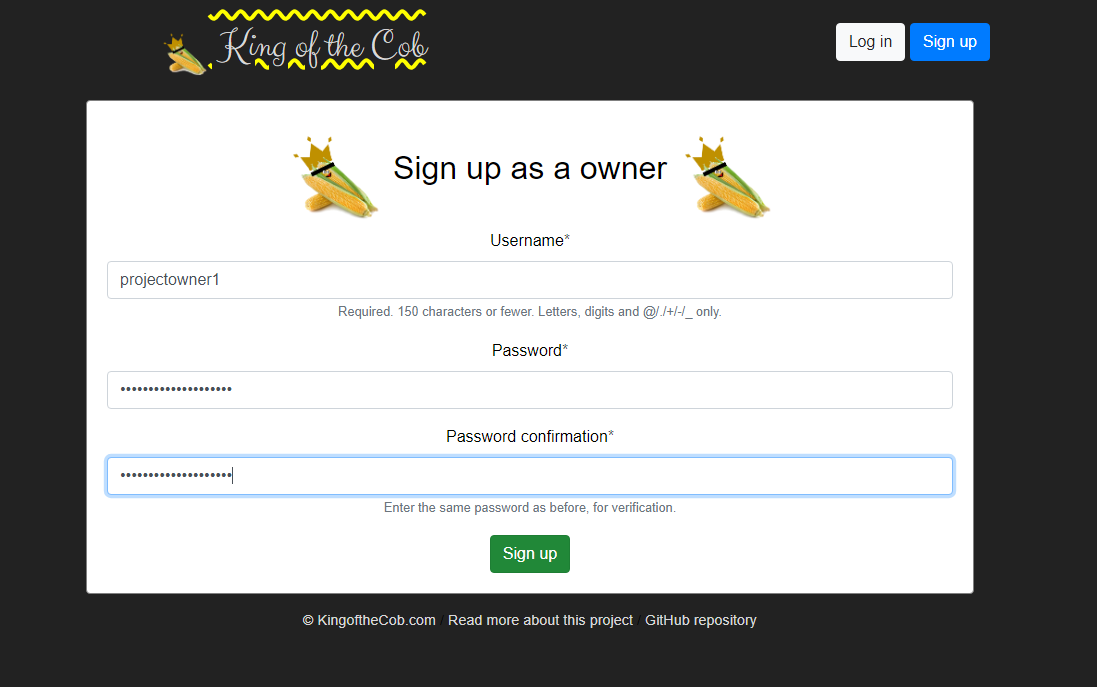 King of the Cob
Log in
Sign up
Sign up as a owner
Username*
projectowner1
Required. 150 characters or fewer. Letters, digits and @/./+/-/_ only.
Password*
••••••••••••••••••••
Password confirmation*
••••••••••••••••••••
Enter the same password as before, for verification.
Sign up
© KingoftheCob.com / Read more about this project / GitHub repository